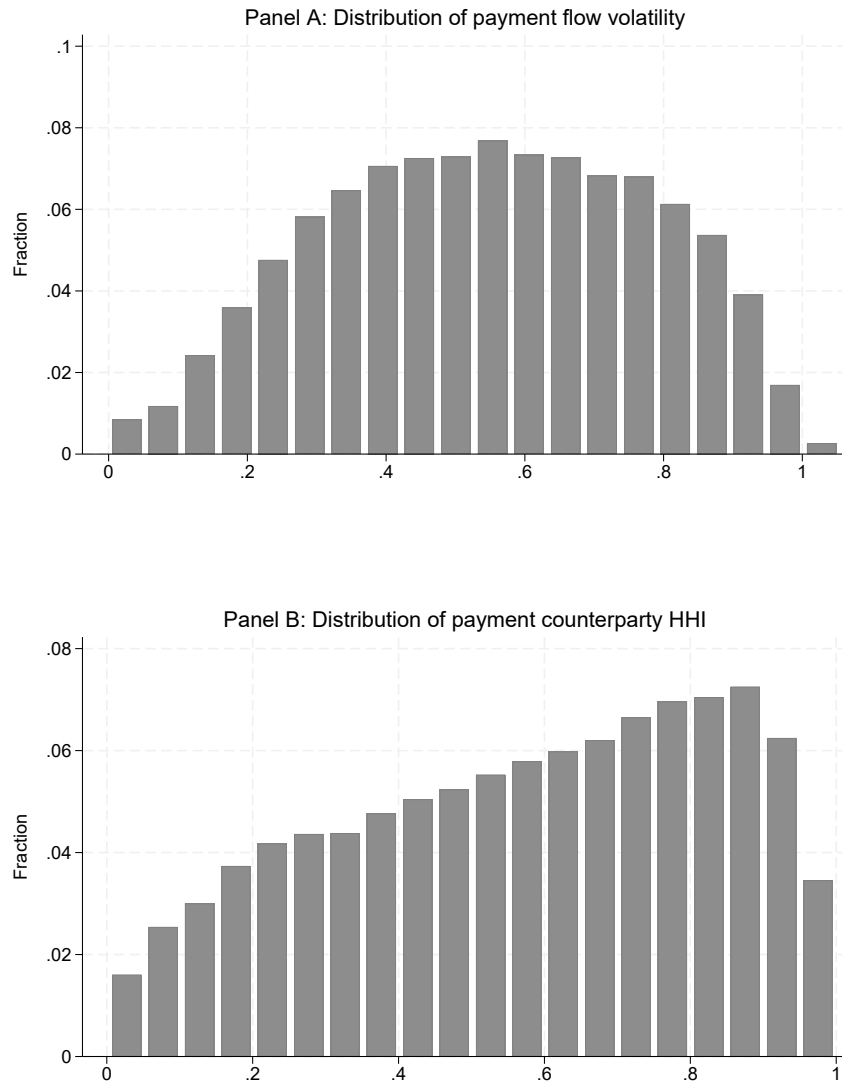 Panel A: Distribution of payment flow volatility
.1
.08
.06
.04
.02
0
Fraction
0 .2 .4 .6 .8 1
Panel B: Distribution of payment counterparty HHI
.08
.06
.04
.02
0
Fraction
0 .2 .4 .6 .8 1